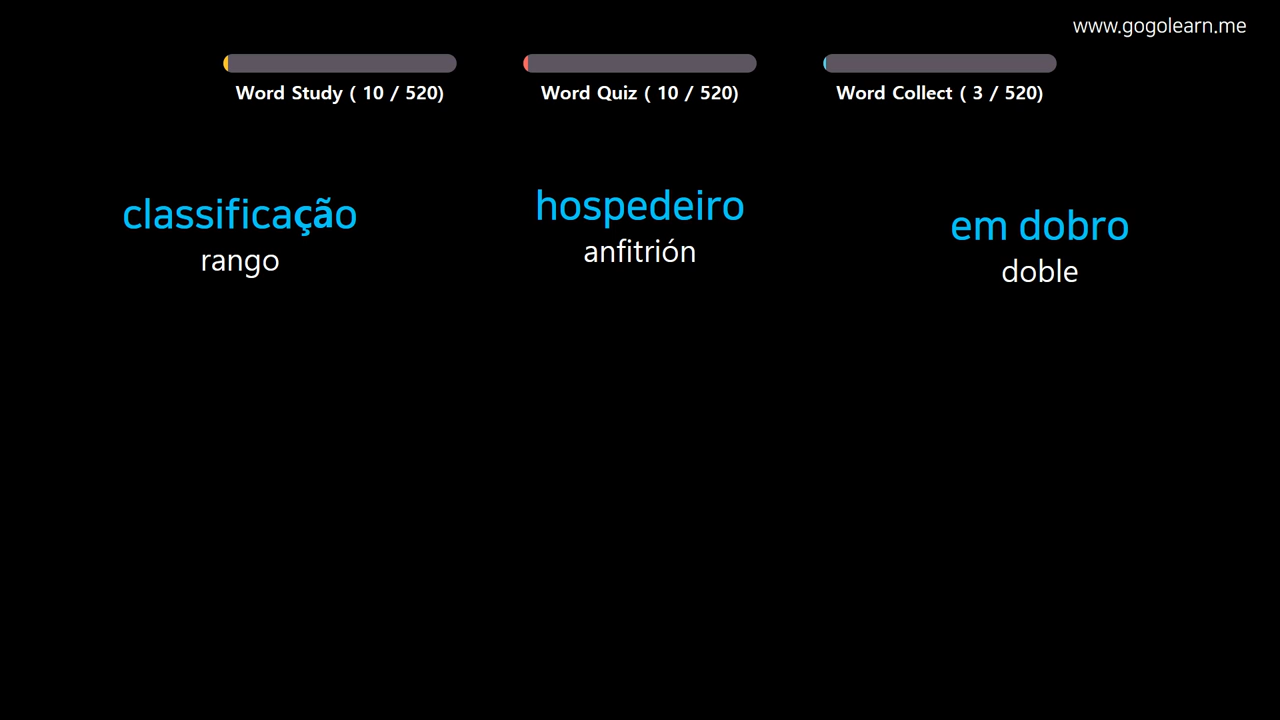 www.gogolearn.me
Word Study ( 10 / 520)
Word Quiz ( 10 / 520)
Word Collect ( 3 / 520)
classificação
rango
hospedeiro
anfitrión
em dobro
doble